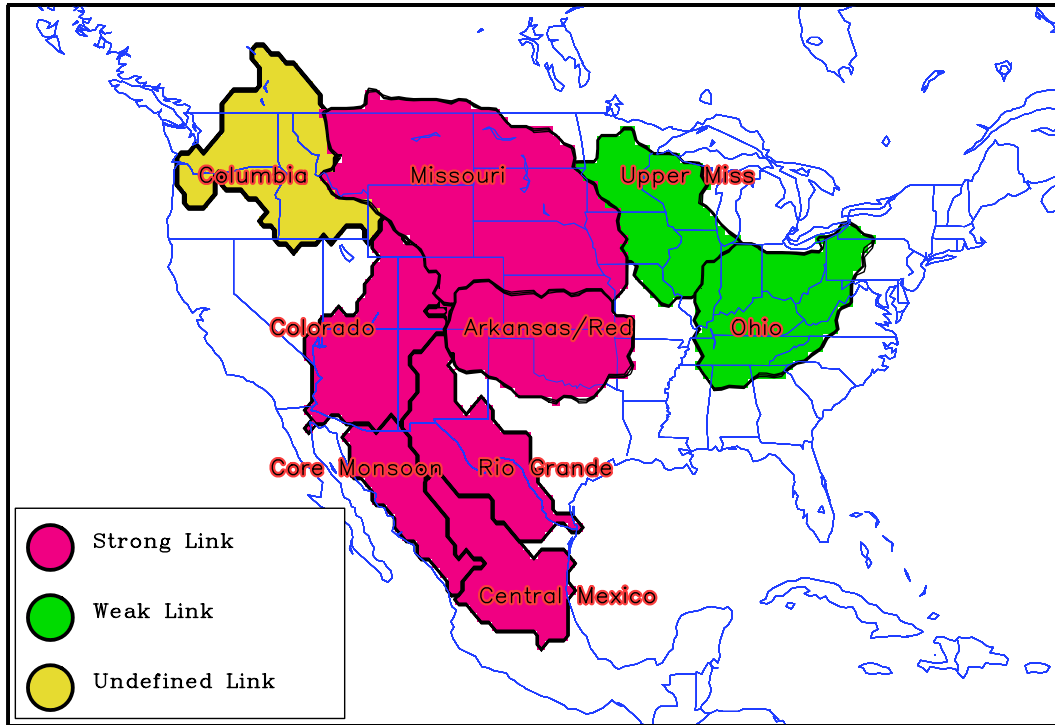 Columbia
Missouri
Upper Miss
Colorado
Arkansas/Red
Ohio
Core Monsoon
Rio Grande
Central Mexico
Strong Link
Weak Link
Undefined Link